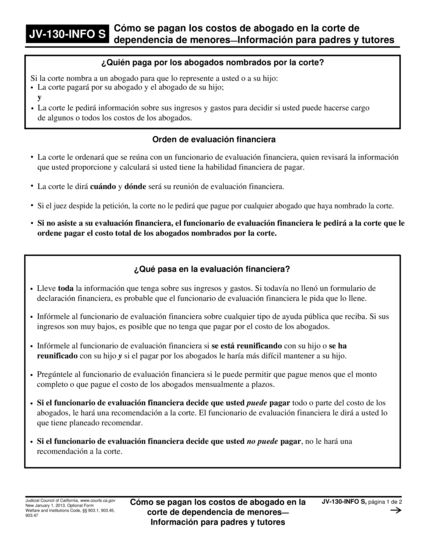 JV-130-INFO S
Cómo se pagan los costos de abogado en la corte de
dependencia de menores—Información para padres y tutores
¿Quién paga por los abogados nombrados por la corte?
Si la corte nombra a un abogado para que lo represente a usted o a su hijo:
• La corte pagará por su abogado y el abogado de su hijo;
y
• La corte le pedirá información sobre sus ingresos y gastos para decidir si usted puede hacerse cargo
de algunos o todos los costos de los abogados.
Orden de evaluación financiera
• La corte le ordenará que se reúna con un funcionario de evaluación financiera, quien revisará la información
que usted proporcione y calculará si usted tiene la habilidad financiera de pagar.
• La corte le dirá cuándo y dónde será su reunión de evaluación financiera.
• Si el juez despide la petición, la corte no le pedirá que pague por cualquier abogado que haya nombrado la corte.
• Si no asiste a su evaluación financiera, el funcionario de evaluación financiera le pedirá a la corte que le
ordene pagar el costo total de los abogados nombrados por la corte.
¿Qué pasa en la evaluación financiera?
• Lleve toda la información que tenga sobre sus ingresos y gastos. Si todavía no llenó un formulario de
declaración financiera, es probable que el funcionario de evaluación financiera le pida que lo llene.
• Infórmele al funcionario de evaluación financiera sobre cualquier tipo de ayuda pública que reciba. Si sus
ingresos son muy bajos, es posible que no tenga que pagar por el costo de los abogados.
• Infórmele al funcionario de evaluación financiera si se está reunificando con su hijo o se ha
reunificado con su hijo y si el pagar por los abogados le haría más difícil mantener a su hijo.
• Pregúntele al funcionario de evaluación financiera si le puede permitir que pague menos que el monto
completo o que pague el costo de los abogados mensualmente a plazos.
• Si el funcionario de evaluación financiera decide que usted puede pagar todo o parte del costo de los
abogados, le hará una recomendación a la corte. El funcionario de evaluación financiera le dirá a usted lo
que tiene planeado recomendar.
• Si el funcionario de evaluación financiera decide que usted no puede pagar, no le hará una
recomendación a la corte.
Judicial Council of California, www.courts.ca.gov
New January 1, 2013, Optional Form
Welfare and Institutions Code, §§ 903.1, 903.45,
903.47
Cómo se pagan los costos de abogado en la
corte de dependencia de menores—
Información para padres y tutores
JV-130-INFO S, página 1 de 2
→